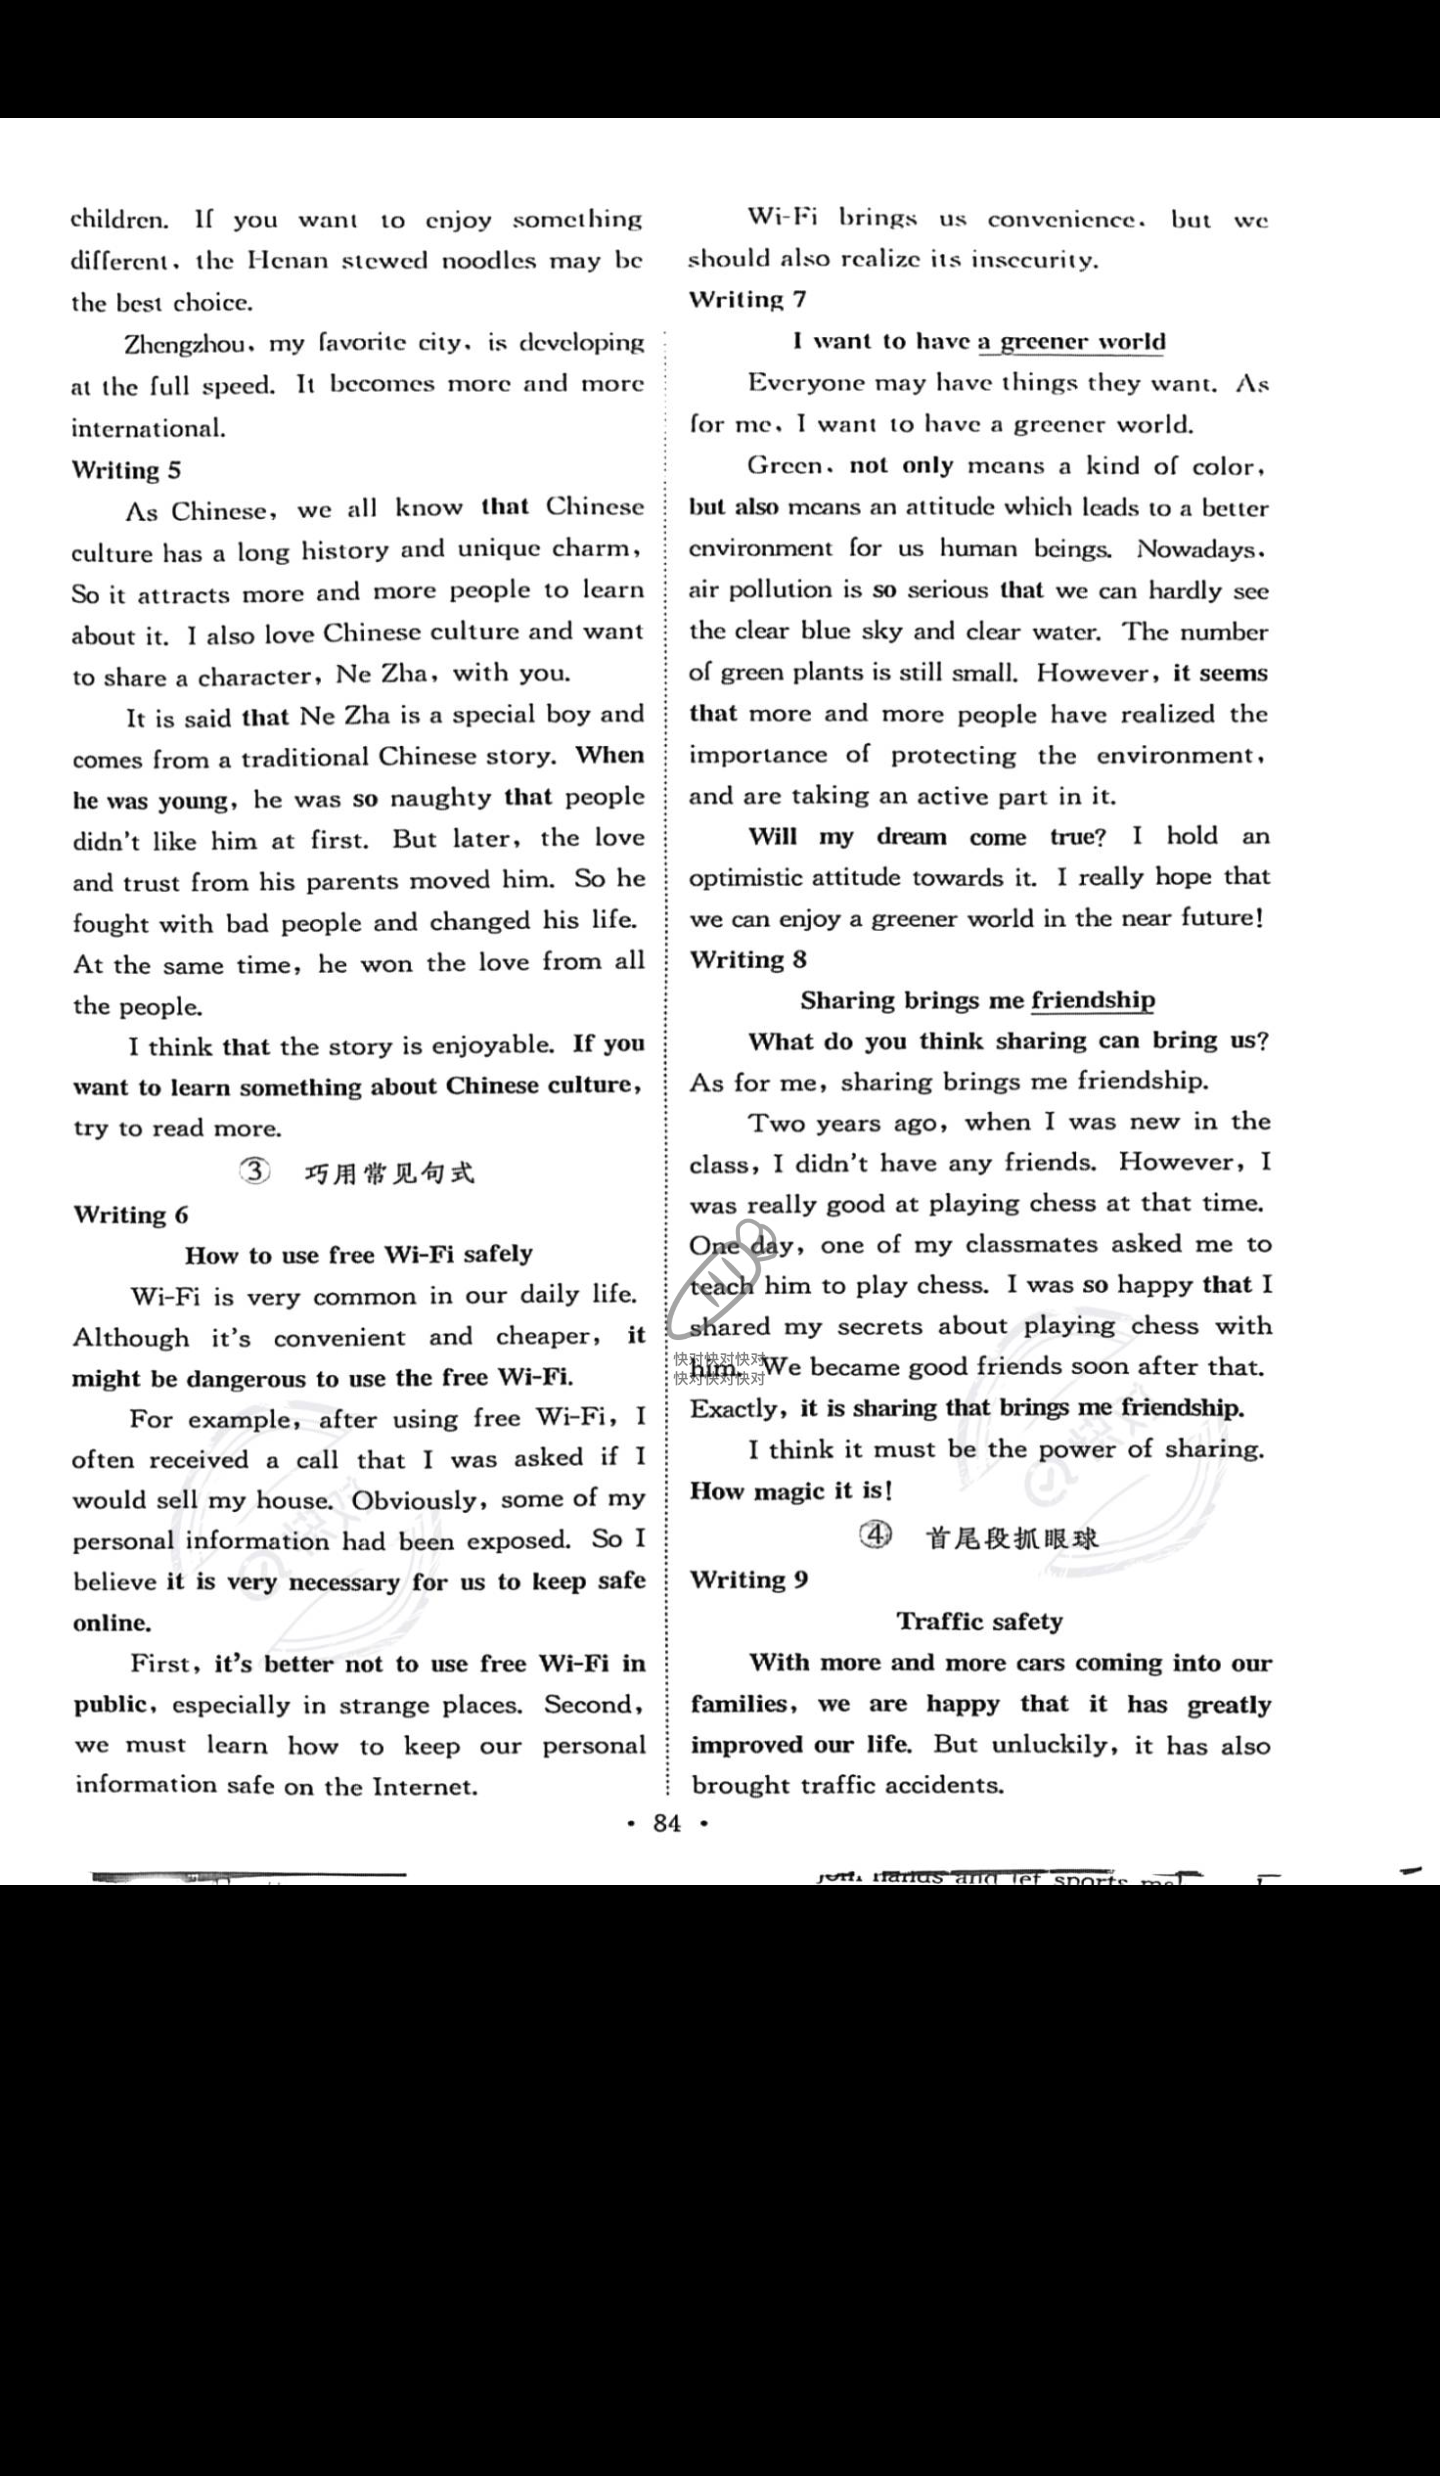 children. If you want to enjoy something
different, the Henan stewed noodles may be
the best choice.
Zhengzhou, my favorite city, is developing
at the full speed. It becomes more and more
international.
Writing 5
As Chinese, we all know that Chinese
culture has a long history and unique charm,
So it attracts more and more people to learn
about it. I also love Chinese culture and want
to share a character, Ne Zha, with you.
It is said that Ne Zha is a special boy and
comes from a traditional Chinese story. When
he was young, he was so naughty that people
didn't like him at first. But later, the love
and trust from his parents moved him. So he
fought with bad people and changed his life.
At the same time, he won the love from all
the people.
I think that the story is enjoyable. If you
want to learn something about Chinese culture,
try to read more.
③ 巧用常见句式
Writing 6
How to use free Wi-Fi safely
Wi-Fi is very common in our daily life.
Although it's convenient and cheaper, it
might be dangerous to use the free Wi-Fi.
For example, after using free Wi-Fi, I
often received a call that I was asked if I
would sell my house. Obviously, some of my
personal information had been exposed. So I
believe it is very necessary for us to keep safe
online.
First, it's better not to use free Wi-Fi in
public, especially in strange places. Second,
we must learn how to keep our personal
information safe on the Internet.
Wi-Fi brings us convenience, but we
should also realize its insecurity.
Writing 7
I want to have a greener world
Everyone may have things they want. As
for me, I want to have a greener world.
Green, not only means a kind of color,
but also means an attitude which leads to a better
environment for us human beings. Nowadays,
air pollution is so serious that we can hardly see
the clear blue sky and clear water. The number
of green plants is still small. However, it seems
that more and more people have realized the
importance of protecting the environment,
and are taking an active part in it.
Will my dream come true? I hold an
optimistic attitude towards it. I really hope that
we can enjoy a greener world in the near future!
Writing 8
Sharing brings me friendship
What do you think sharing can bring us?
As for me, sharing brings me friendship.
Two years ago, when I was new in the
class, I didn't have any friends. However, I
was really good at playing chess at that time.
One day, one of my classmates asked me to
teach him to play chess. I was so happy that I
shared my secrets about playing chess with
him. We became good friends soon after that.
Exactly, it is sharing that brings me friendship.
I think it must be the power of sharing.
How magic it is!
④ 首尾段抓眼球
Writing 9
Traffic safety
With more and more cars coming into our
families, we are happy that it has greatly
improved our life. But unluckily, it has also
brought traffic accidents.
快对快对快对
快对快对快对
• 84 •
hands and let sports